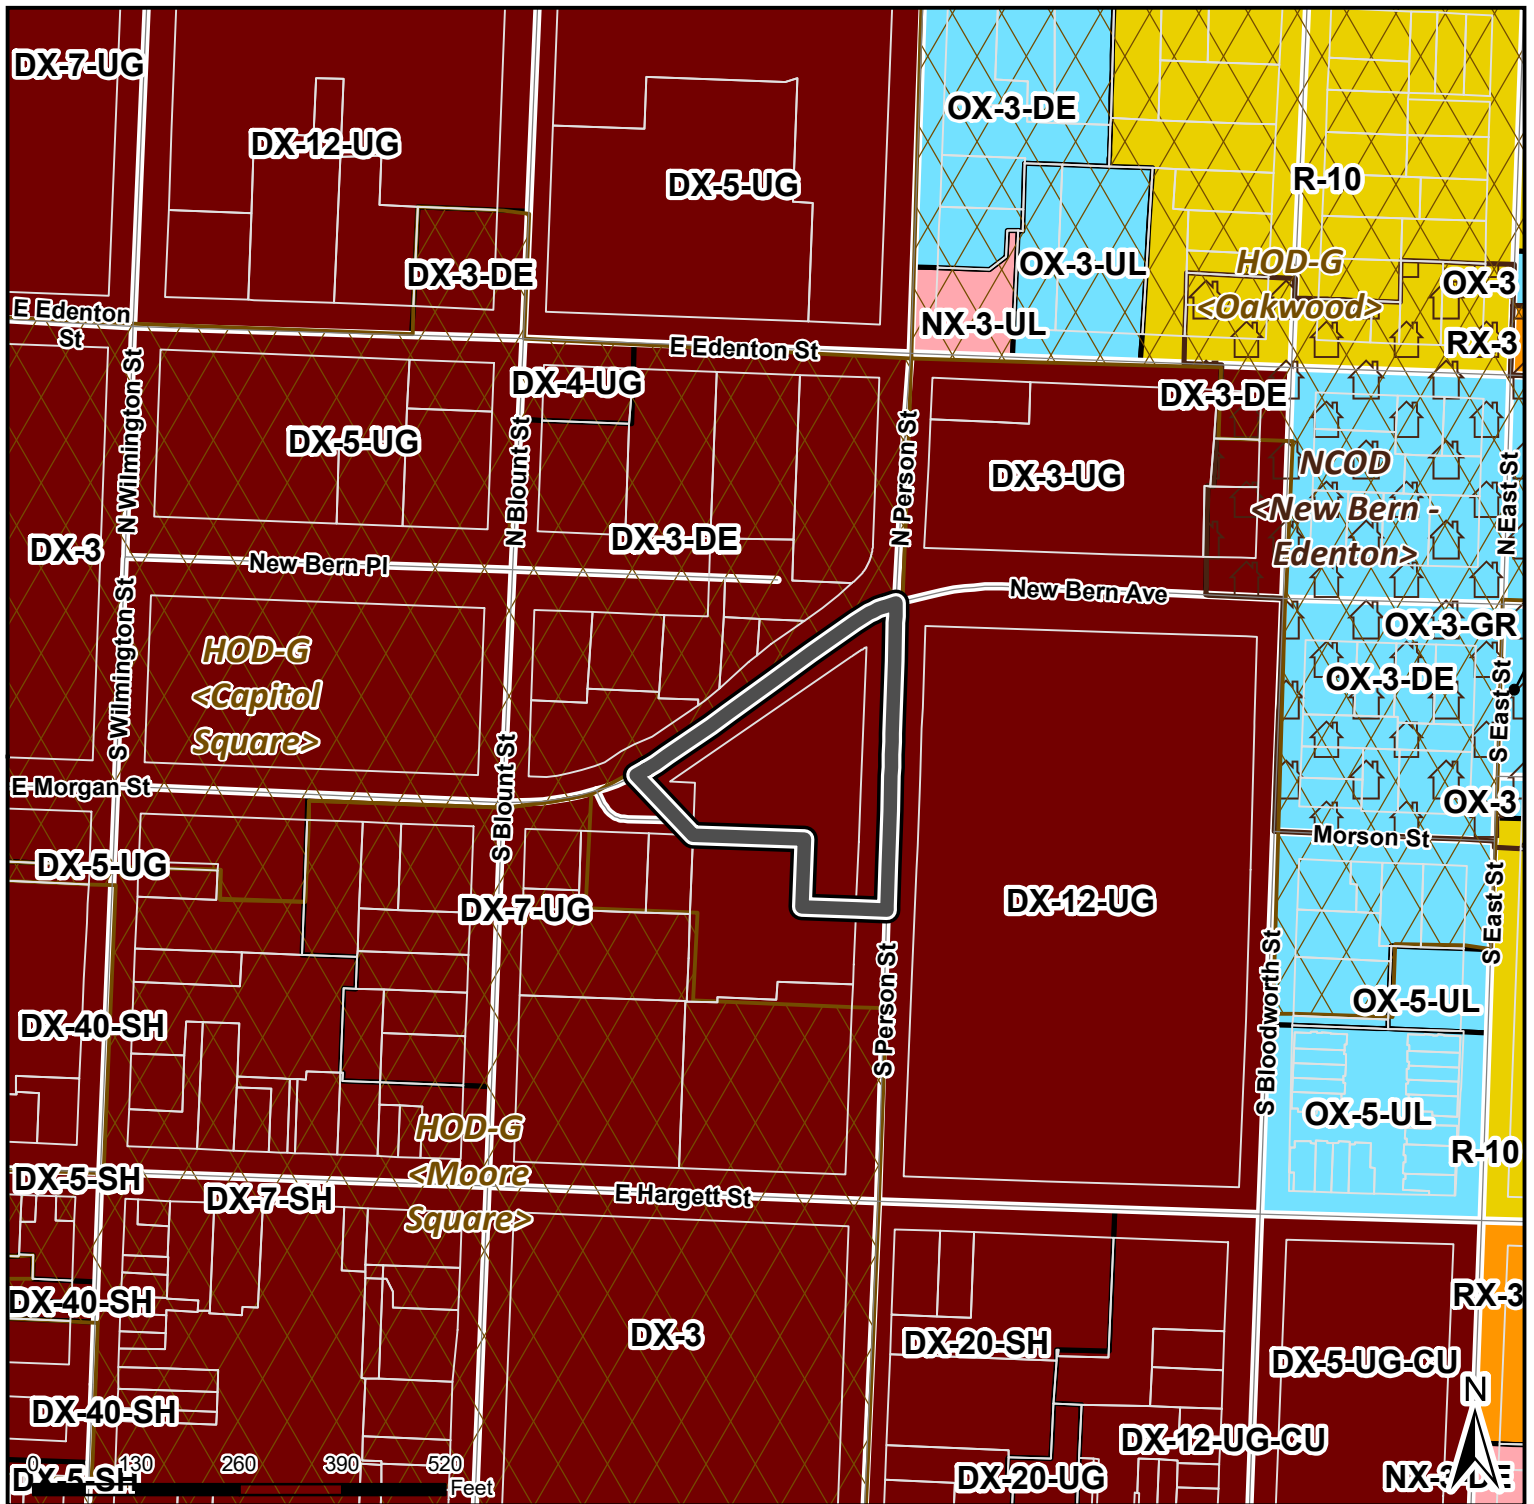 DX-7-UG
DX-12-UG
DX-5-UG
OX-3-DE
R-10
DX-3-DE
OX-3-UL
HOD-G
<Oakwood>
OX-3
NX-3-UL
RX-3
E Edenton
St
E Edenton St
N Wilmington St
DX-4-UG
DX-5-UG
N Blount St
N Person St
DX-3-DE
DX-3-UG
NCOD
<New Bern -
Edenton>
N East St
DX-3
DX-3-DE
New Bern Pl
New Bern Ave
S Wilmington St
HOD-G
<Capitol
Square>
OX-3-GR
OX-3-DE
S East St
E Morgan St
S Blount St
OX-3
Morson St
DX-5-UG
DX-7-UG
DX-12-UG
S East St
S Person St
S Bloodworth St
DX-40-SH
OX-5-UL
OX-5-UL
HOD-G
<Moore
Square>
R-10
DX-5-SH
DX-7-SH
E Hargett St
DX-40-SH
DX-3
DX-20-SH
RX-3
DX-5-UG-CU
N
DX-40-SH
DX-12-UG-CU
DX-5-SH
DX-20-UG
NX-3-DE
0 130 260 390 520
Feet